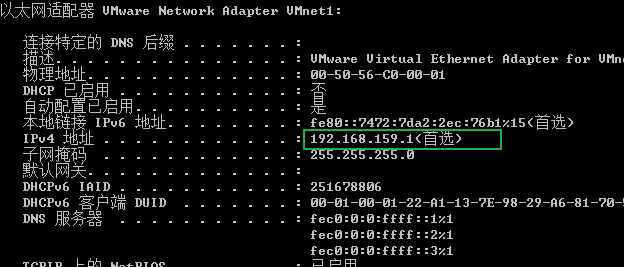 以太网适配器 VMware Network Adapter VMnet1:
连接特定的 DNS 后缀 . . . . . . . :
描述. . . . . . . . . . . . . . . : VMware Virtual Ethernet Adapter for VMn
物理地址. . . . . . . . . . . . . : 00-50-56-C0-00-01
DHCP 已启用 . . . . . . . . . . . : 否
自动配置已启用. . . . . . . . . . : 是
本地链接 IPv6 地址. . . . . . . . : fe80::7472:7da2:2ec:76b1%15(首选)
IPv4 地址 . . . . . . . . . . . . : 192.168.159.1(首选)
子网掩码 . . . . . . . . . . . . : 255.255.255.0
默认网关. . . . . . . . . . . . . :
DHCPv6 IAID . . . . . . . . . . . : 251678806
DHCPv6 客户端 DUID . . . . . . . : 00-01-00-01-22-A1-13-7E-98-29-A6-81-70-
DNS 服务器 . . . . . . . . . . . : fec0:0:0:ffff::1%1
fec0:0:0:ffff::2%1
fec0:0:0:ffff::3%1
TCPIP 上的 NetBIOS . . . . . . . : 已启用